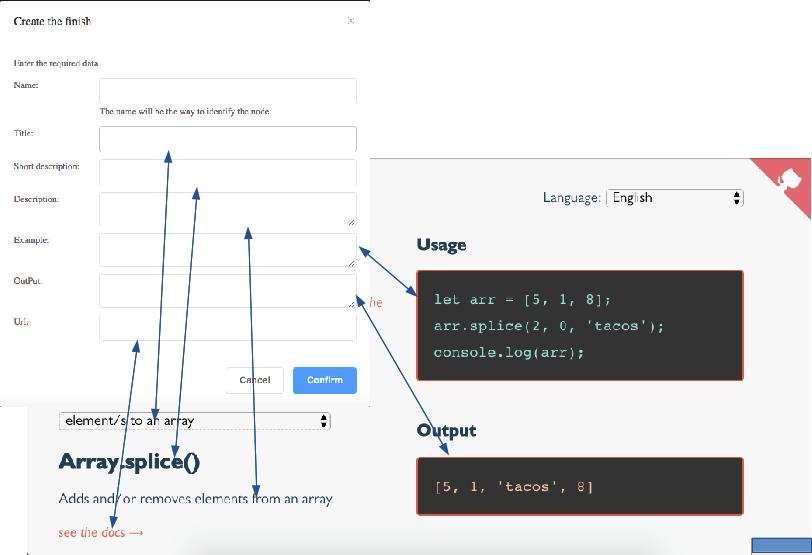 Create the finish
×
Enter the required data
Name:
The name will be the way to identify the node
Title:
Short description:
Description:
Example:
OutPut:
Url:
Cancel
Confirm
he
element/s to an array
Array.splice()
Adds and/or removes elements from an array.
see the docs →
Language: English
Usage
let arr = [5, 1, 8];
arr.splice(2, 0, 'tacos');
console.log(arr);
Output
[5, 1, 'tacos', 8]